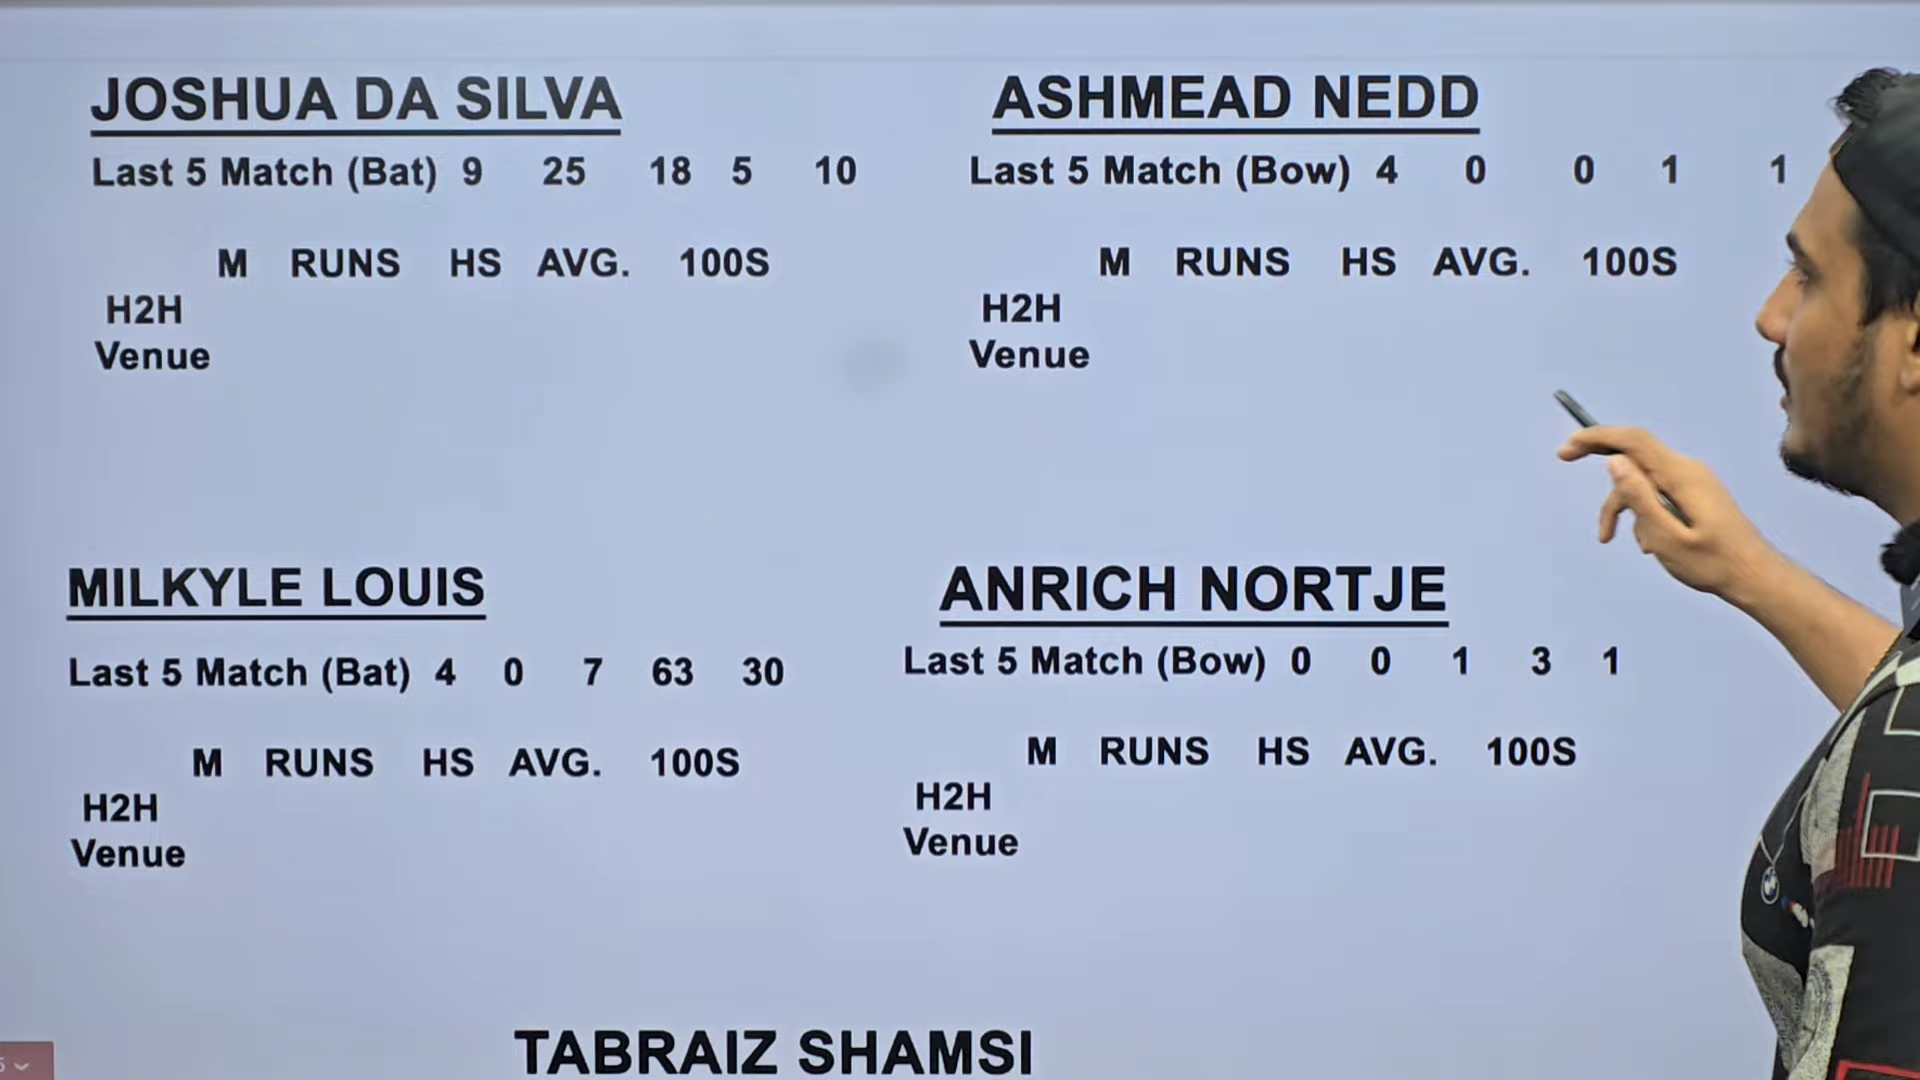 JOSHUA DA SILVA
Last 5 Match (Bat) 9 25 18 5 10
M RUNS HS AVG. 100S
H2H
Venue
ASHMEAD NEDD
Last 5 Match (Bow) 4 0 0 1 1
M RUNS HS AVG. 100S
H2H
Venue
MILKYLE LOUIS
Last 5 Match (Bat) 4 0 7 63 30
M RUNS HS AVG. 100S
H2H
Venue
ANRICH NORTJE
Last 5 Match (Bow) 0 0 1 3 1
M RUNS HS AVG. 100S
H2H
Venue
TABRAIZ SHAMSI